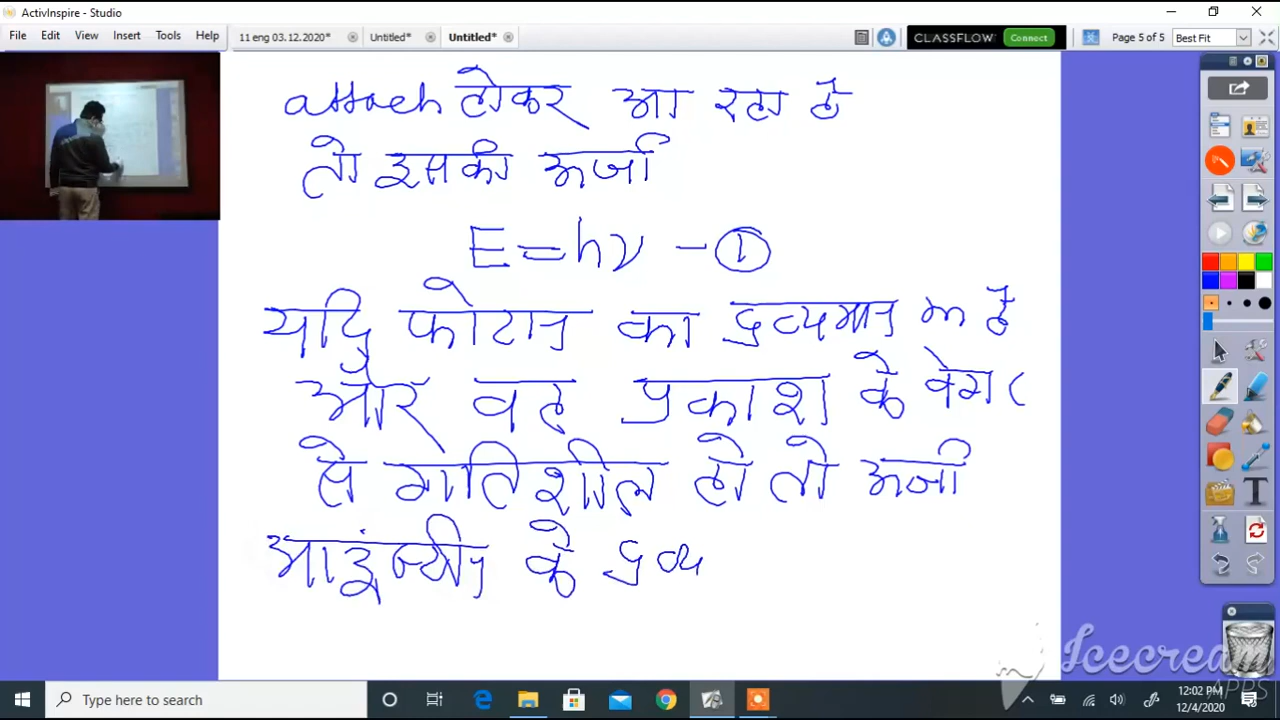 ActivInspire - Studio
File Edit View Insert Tools Help 11 eng 03.12.2020* Untitled* Untitled* CLASSFLOW Connect Page 5 of 5 Best Fit
attach होकर आ रहा है
तो इसकी ऊर्जा
E = hν - ①
यदि फोटान का द्रव्यमान m है
और वह प्रकाश के वेग c
से गतिशील हो तो ऊर्जा
आइंस्टीन के द्रव्य
Icecream
APPS
Type here to search
12:02 PM
12/4/2020